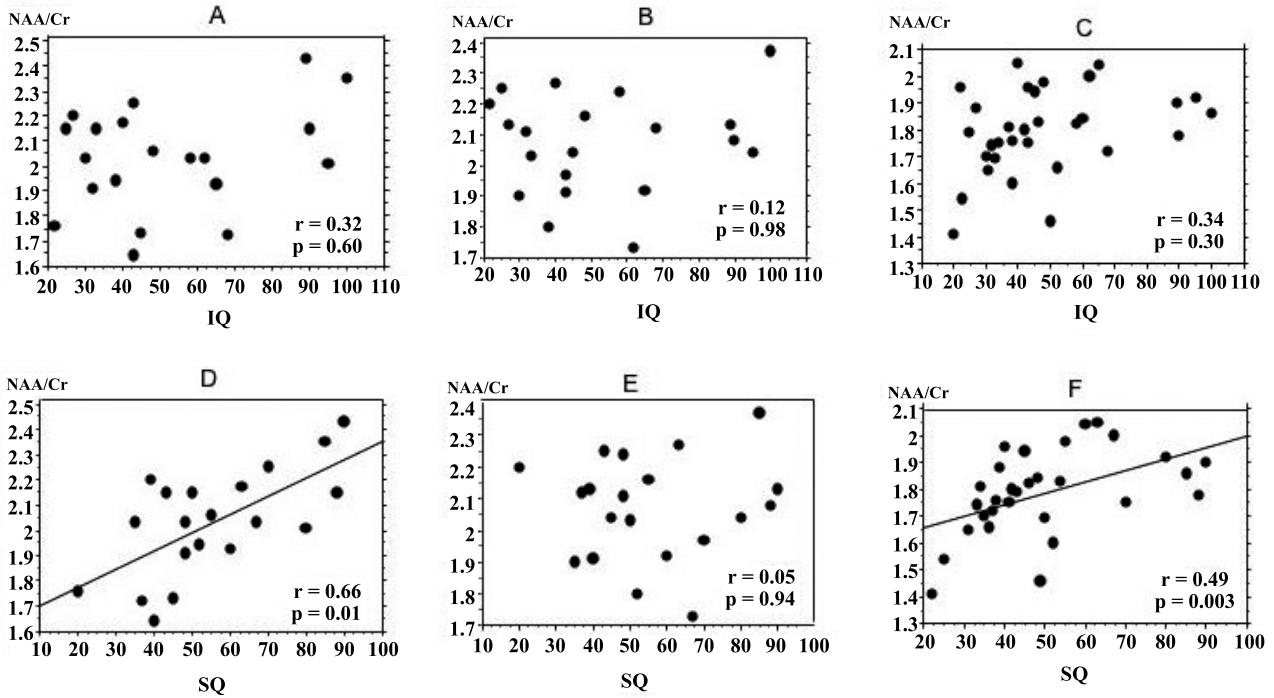 A
NAA/Cr
2.5
2.4
2.3
2.2
2.1
2
1.9
1.8
1.7
1.6
20 30 40 50 60 70 80 90 100 110
r = 0.32
p = 0.60
IQ
B
NAA/Cr
2.4
2.3
2.2
2.1
2
1.9
1.8
1.7
20 30 40 50 60 70 80 90 100 110
r = 0.12
p = 0.98
IQ
C
NAA/Cr
2.1
2
1.9
1.8
1.7
1.6
1.5
1.4
1.3
10 20 30 40 50 60 70 80 90 100 110
r = 0.34
p = 0.30
IQ
D
NAA/Cr
2.5
2.4
2.3
2.2
2.1
2
1.9
1.8
1.7
1.6
10 20 30 40 50 60 70 80 90 100
r = 0.66
p = 0.01
SQ
E
NAA/Cr
2.4
2.3
2.2
2.1
2
1.9
1.8
1.7
10 20 30 40 50 60 70 80 90 100
r = 0.05
p = 0.94
SQ
F
NAA/Cr
2.1
2
1.9
1.8
1.7
1.6
1.5
1.4
1.3
20 30 40 50 60 70 80 90 100
r = 0.49
p = 0.003
SQ